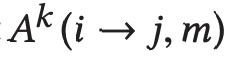 A^k(i → j, m)